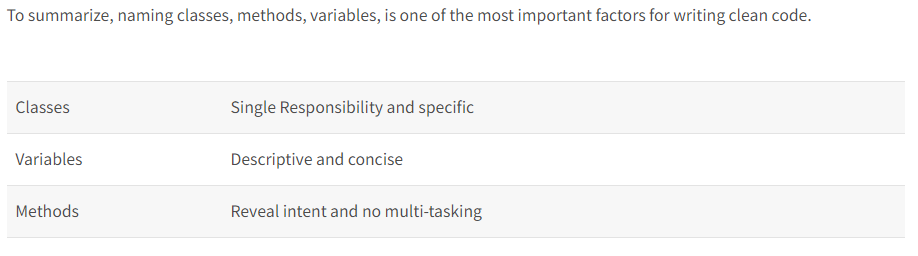 To summarize, naming classes, methods, variables, is one of the most important factors for writing clean code.
Classes Single Responsibility and specific
Variables Descriptive and concise
Methods Reveal intent and no multi-tasking